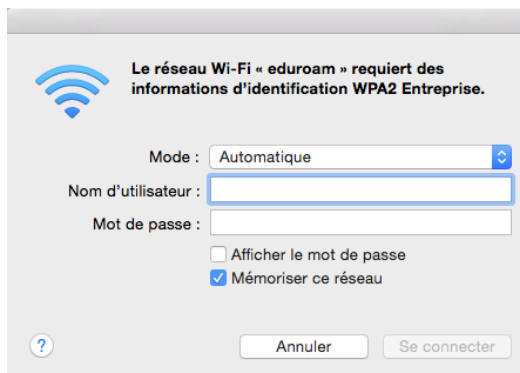 Le réseau Wi-Fi « eduroam » requiert des
informations d'identification WPA2 Entreprise.
Mode : Automatique
Nom d'utilisateur :
Mot de passe :
Afficher le mot de passe
Mémoriser ce réseau
? Annuler Se connecter